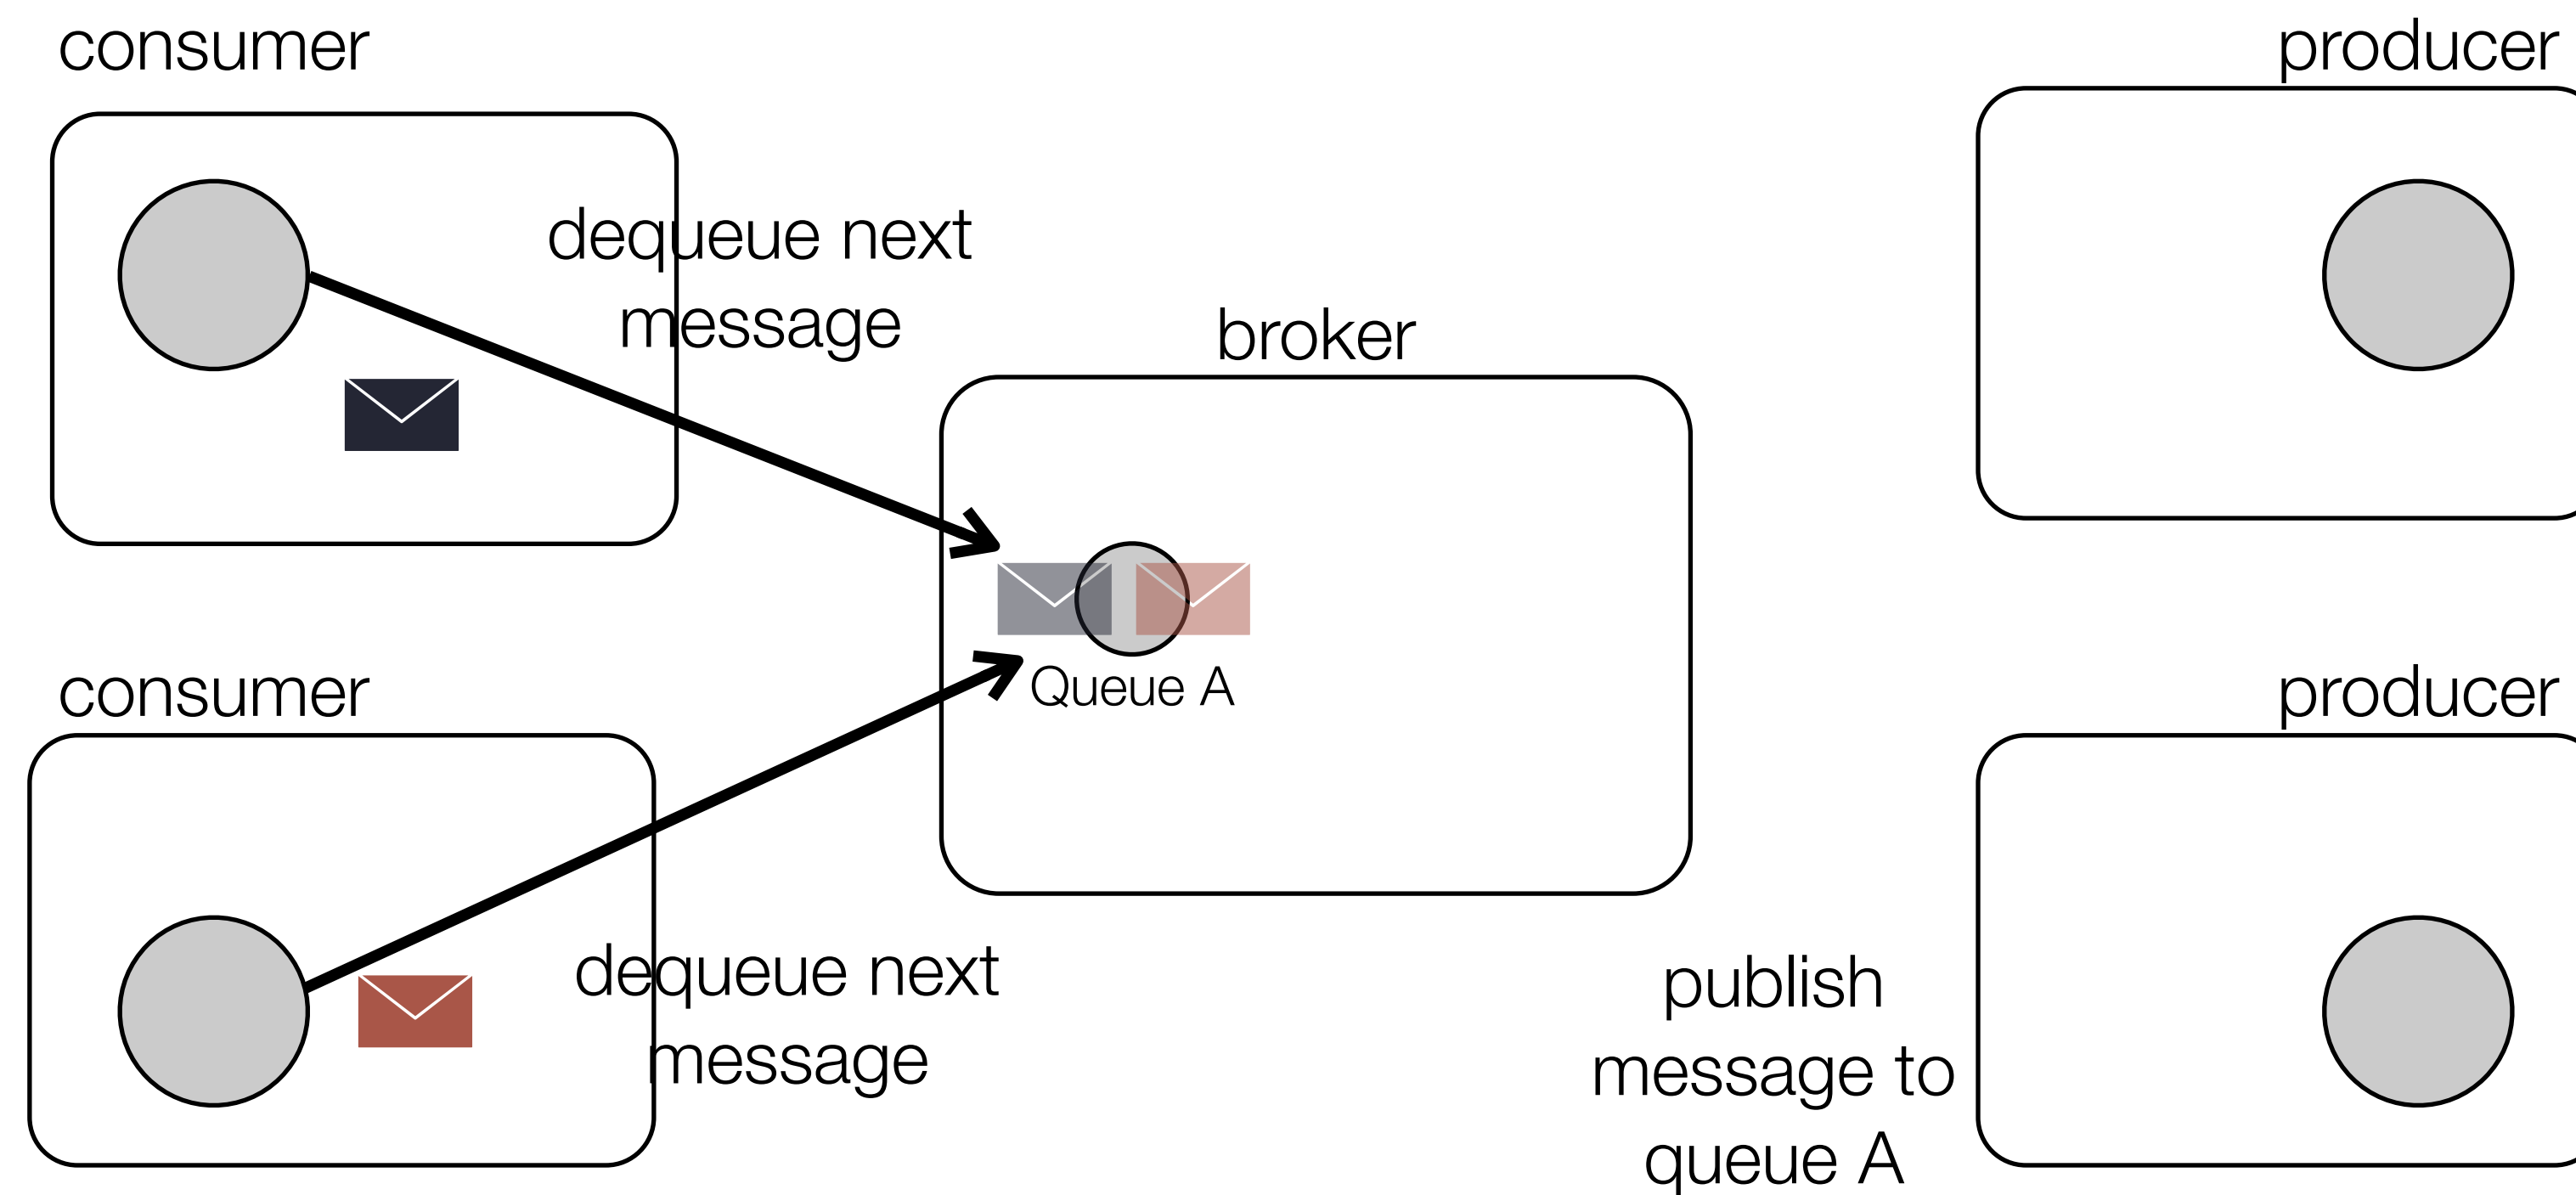 consumer
producer
dequeue next
message
broker
Queue A
consumer
producer
dequeue next
message
publish
message to
queue A